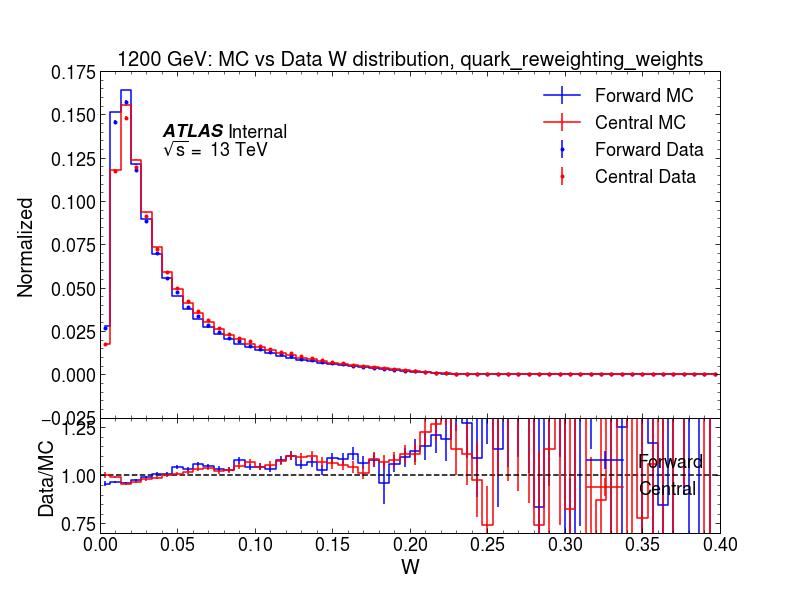 1200 GeV: MC vs Data W distribution, quark_reweighting_weights
0.175
0.150
0.125
0.100
0.075
0.050
0.025
0.000
−0.025
Normalized
ATLAS Internal
√s = 13 TeV
Forward MC
Central MC
Forward Data
Central Data
1.25
1.00
0.75
Data/MC
Forward
Central
0.00 0.05 0.10 0.15 0.20 0.25 0.30 0.35 0.40
W